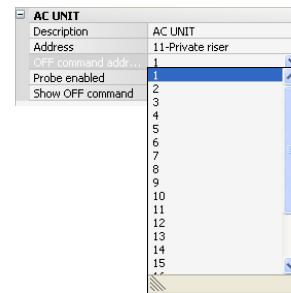 AC UNIT
Description AC UNIT
Address 11-Private riser
OFF command addr... 1
Probe enabled 1
Show OFF command 2
3
4
5
6
7
8
9
10
11
12
13
14
15